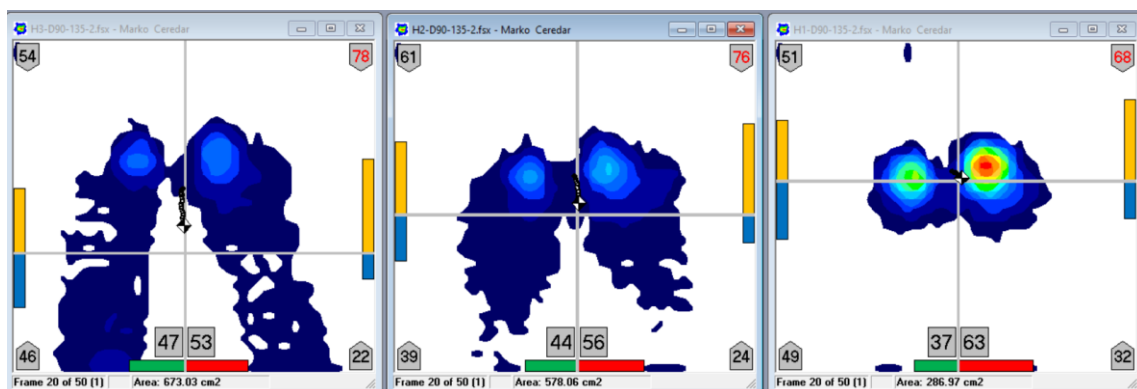 H3-D90-135-2.fsx - Marko Ceredar
54
78
47 53
46
22
Frame 20 of 50 (1) Area: 673.03 cm2
H2-D90-135-2.fsx - Marko Ceredar
61
76
44 56
39
24
Frame 20 of 50 (1) Area: 578.06 cm2
H1-D90-135-2.fsx - Marko Ceredar
51
68
37 63
49
32
Frame 20 of 50 (1) Area: 286.97 cm2